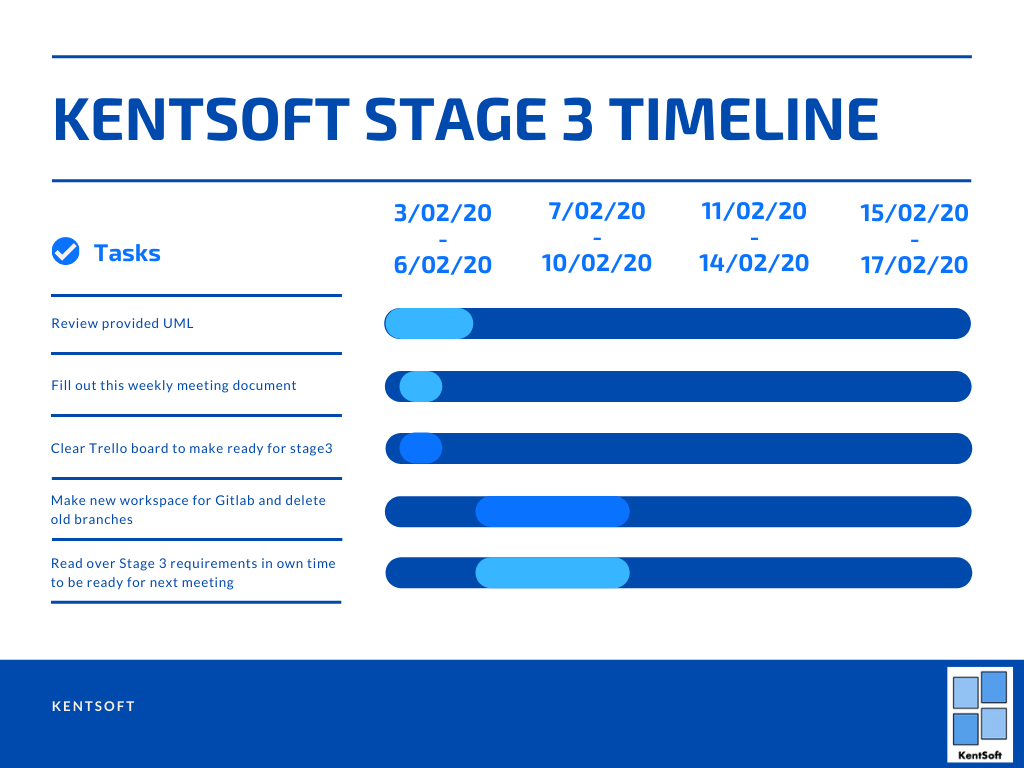 KENTSOFT STAGE 3 TIMELINE
3/02/20
-
6/02/20
7/02/20
-
10/02/20
11/02/20
-
14/02/20
15/02/20
-
17/02/20
Tasks
Review provided UML
Fill out this weekly meeting document
Clear Trello board to make ready for stage3
Make new workspace for Gitlab and delete
old branches
Read over Stage 3 requirements in own time
to be ready for next meeting
KENTSOFT
KentSoft